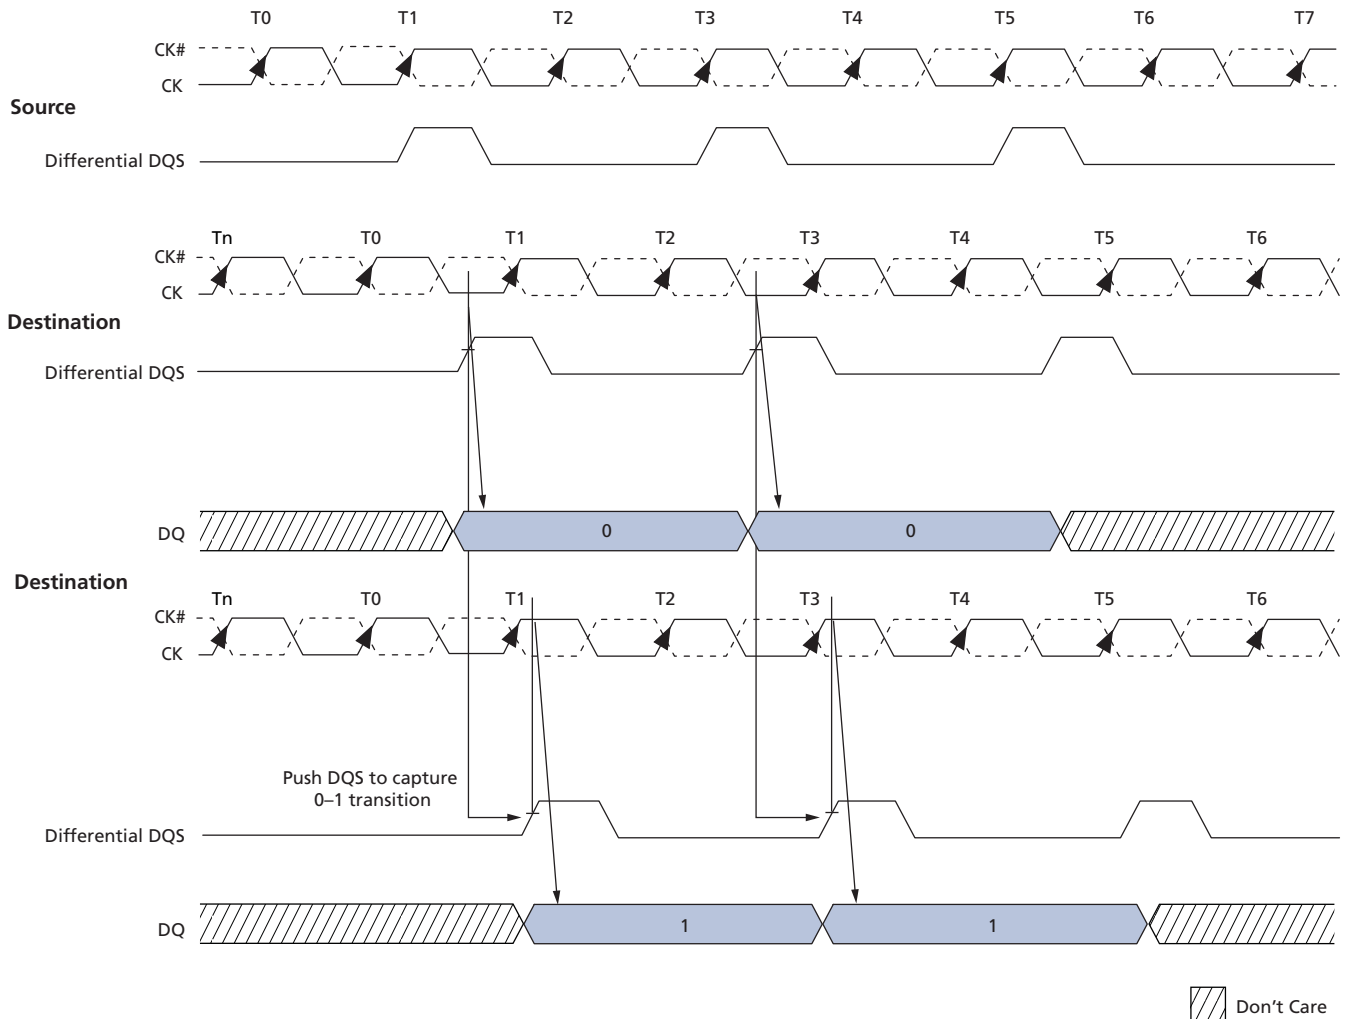 T0 T1 T2 T3 T4 T5 T6 T7
CK#
CK
Source
Differential DQS
Tn T0 T1 T2 T3 T4 T5 T6
CK#
CK
Destination
Differential DQS
DQ 0 0
Destination
Tn T0 T1 T2 T3 T4 T5 T6
CK#
CK
Push DQS to capture
0–1 transition
Differential DQS
DQ 1 1
Don't Care